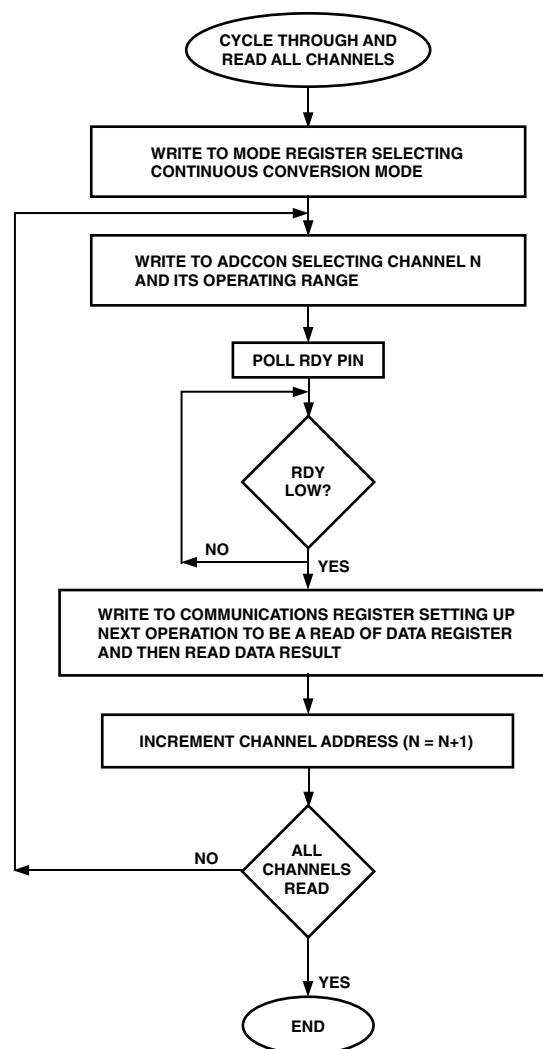 CYCLE THROUGH AND
READ ALL CHANNELS
WRITE TO MODE REGISTER SELECTING
CONTINUOUS CONVERSION MODE
WRITE TO ADCCON SELECTING CHANNEL N
AND ITS OPERATING RANGE
POLL RDY PIN
RDY
LOW?
NO
YES
WRITE TO COMMUNICATIONS REGISTER SETTING UP
NEXT OPERATION TO BE A READ OF DATA REGISTER
AND THEN READ DATA RESULT
INCREMENT CHANNEL ADDRESS (N = N+1)
NO
ALL
CHANNELS
READ
YES
END